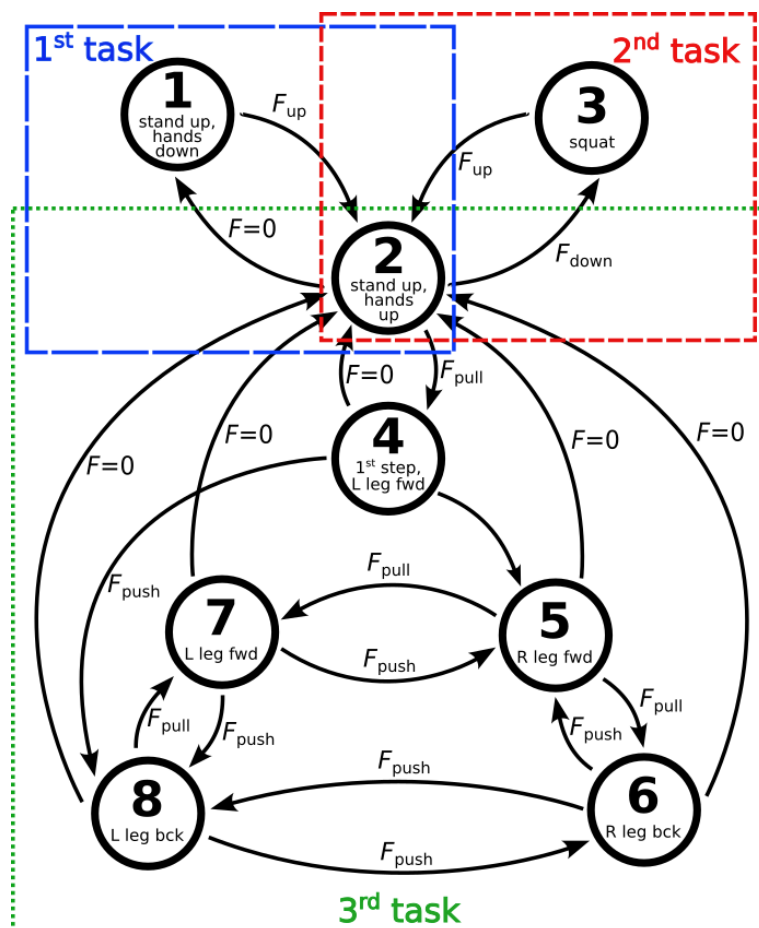 1st task
2nd task
1
stand up,
hands
down
Fup
3
squat
Fup
F=0
2
stand up,
hands
up
Fdown
F=0
Fpull
F=0
F=0
F=0
F=0
4
1st step,
L leg fwd
Fpush
Fpull
7
L leg fwd
5
R leg fwd
Fpush
Fpull
Fpull
Fpush
Fpush
Fpush
8
L leg bck
6
R leg bck
Fpush
3rd task